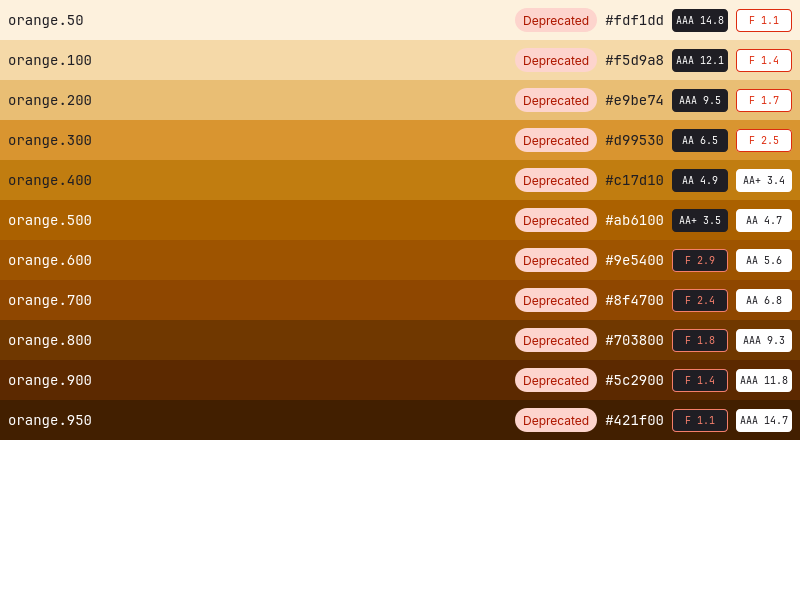 orange.50 Deprecated #fdf1dd AAA 14.8 F 1.1
orange.100 Deprecated #f5d9a8 AAA 12.1 F 1.4
orange.200 Deprecated #e9be74 AAA 9.5 F 1.7
orange.300 Deprecated #d99530 AA 6.5 F 2.5
orange.400 Deprecated #c17d10 AA 4.9 AA+ 3.4
orange.500 Deprecated #ab6100 AA+ 3.5 AA 4.7
orange.600 Deprecated #9e5400 F 2.9 AA 5.6
orange.700 Deprecated #8f4700 F 2.4 AA 6.8
orange.800 Deprecated #703800 F 1.8 AAA 9.3
orange.900 Deprecated #5c2900 F 1.4 AAA 11.8
orange.950 Deprecated #421f00 F 1.1 AAA 14.7